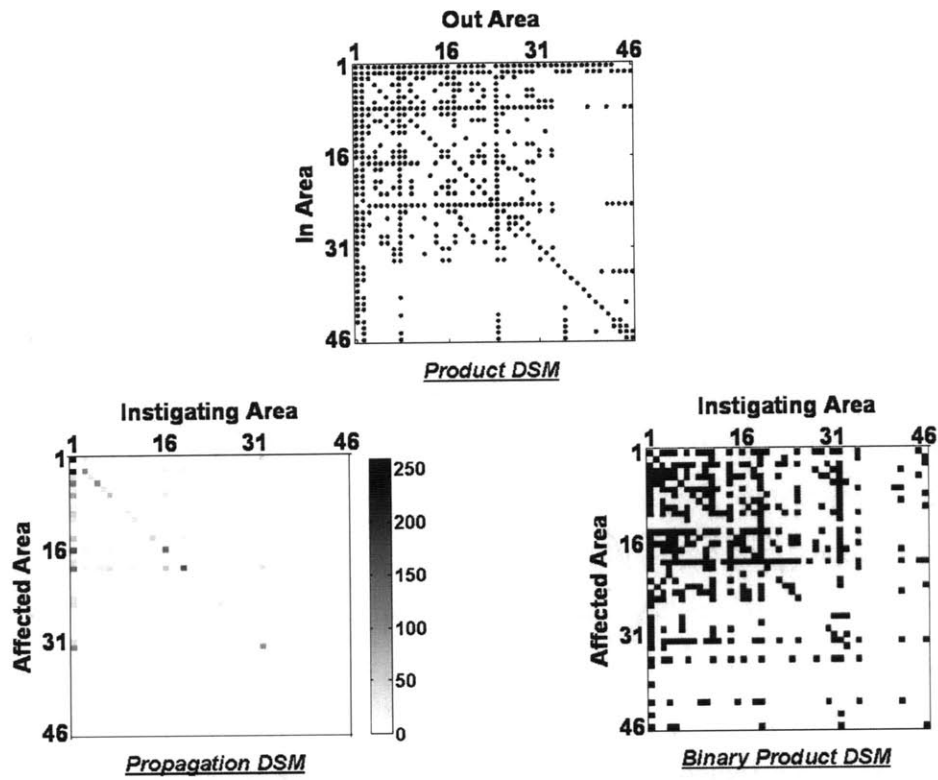 Out Area
1 16 31 46
1
16
31
46
In Area
Product DSM
Instigating Area
1 16 31 46
1
16
31
46
Affected Area
250
200
150
100
50
0
Propagation DSM
Instigating Area
1 16 31 46
1
16
31
46
Affected Area
Binary Product DSM